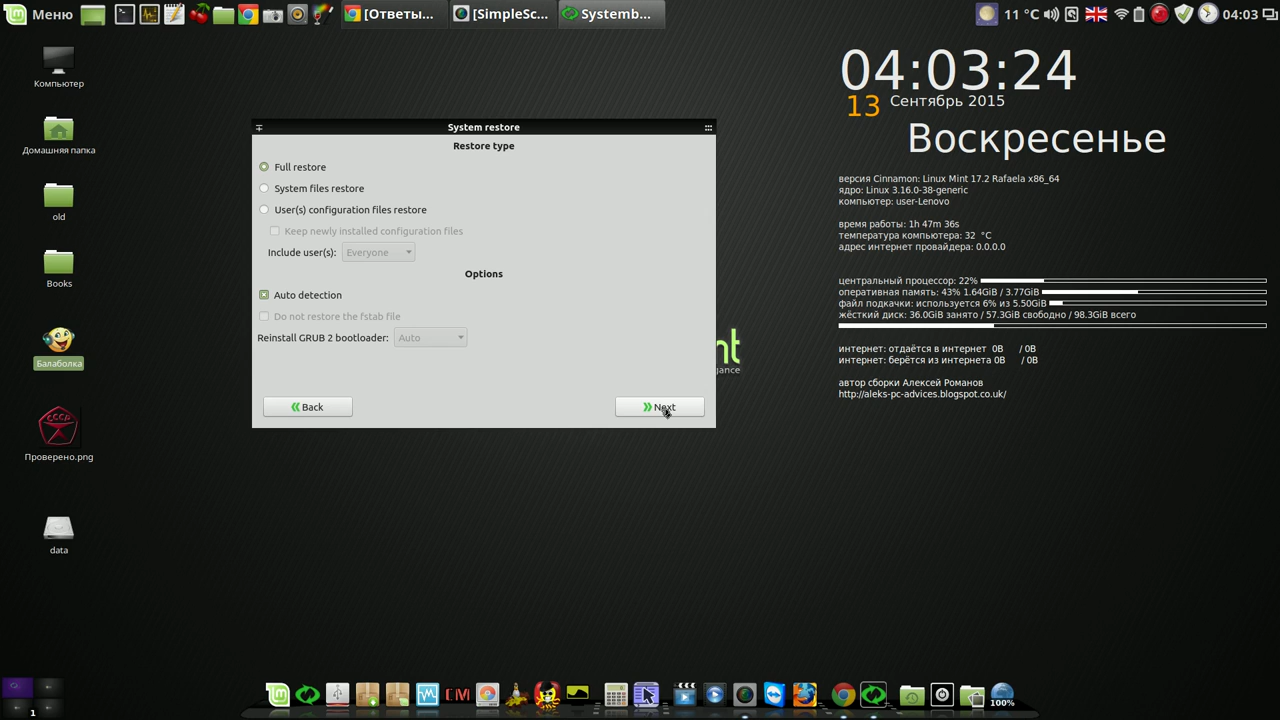 Меню
[Ответы...
[SimpleSc...
Systemb...
11 °C
04:03
Компьютер
Домашняя папка
old
Books
Балаболка
СССР
Проверено.png
data
System restore
Restore type
Full restore
System files restore
User(s) configuration files restore
Keep newly installed configuration files
Include user(s): Everyone
Options
Auto detection
Do not restore the fstab file
Reinstall GRUB 2 bootloader: Auto
Back
Next
nt
gance
04:03:24
13 Сентябрь 2015
Воскресенье
версия Cinnamon: Linux Mint 17.2 Rafaela x86_64
ядро: Linux 3.16.0-38-generic
компьютер: user-Lenovo
время работы: 1h 47m 36s
температура компьютера: 32 °C
адрес интернет провайдера: 0.0.0.0
центральный процессор: 22%
оперативная память: 43% 1.64GiB / 3.77GiB
файл подкачки: используется 6% из 5.50GiB
жёсткий диск: 36.0GiB занято / 57.3GiB свободно / 98.3GiB всего
интернет: отдаётся в интернет 0B / 0B
интернет: берётся из интернета 0B / 0B
автор сборки Алексей Романов
http://aleks-pc-advices.blogspot.co.uk/
1
CM
100%